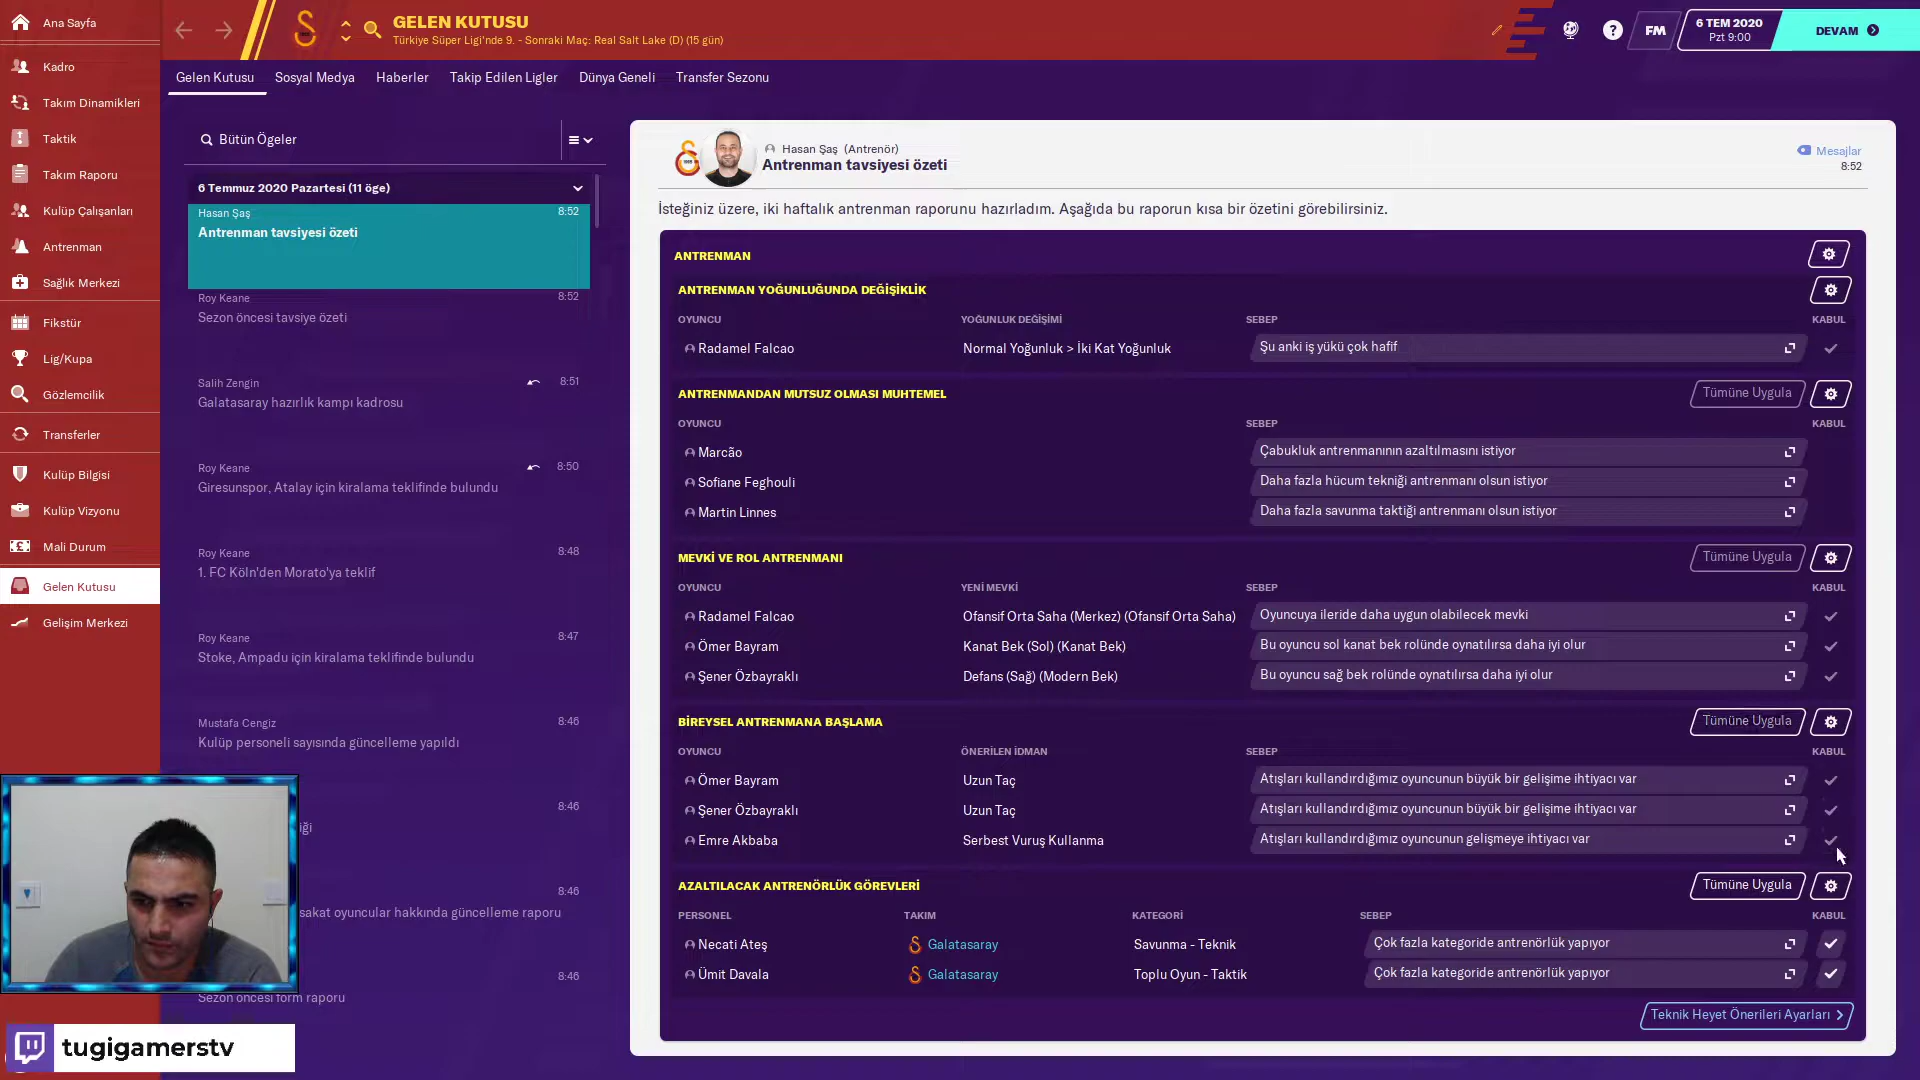 Ana Sayfa
Kadro
Takım Dinamikleri
Taktik
Takım Raporu
Kulüp Çalışanları
Antrenman
Sağlık Merkezi
Fikstür
Lig/Kupa
Gözlemcilik
Transferler
Kulüp Bilgisi
Kulüp Vizyonu
Mali Durum
Gelen Kutusu
Gelişim Merkezi
GELEN KUTUSU
Türkiye Süper Ligi'nde 9. - Sonraki Maç: Real Salt Lake (D) (15 gün)
FM
6 TEM 2020
Pzt 9:00
DEVAM
Gelen Kutusu Sosyal Medya Haberler Takip Edilen Ligler Dünya Geneli Transfer Sezonu
Bütün Ögeler
6 Temmuz 2020 Pazartesi (11 öge)
Hasan Şaş 8:52
Antrenman tavsiyesi özeti
Roy Keane 8:52
Sezon öncesi tavsiye özeti
Salih Zengin 8:51
Galatasaray hazırlık kampı kadrosu
Roy Keane 8:50
Giresunspor, Atalay için kiralama teklifinde bulundu
Roy Keane 8:48
1. FC Köln'den Morato'ya teklif
Roy Keane 8:47
Stoke, Ampadu için kiralama teklifinde bulundu
Mustafa Cengiz 8:46
Kulüp personeli sayısında güncelleme yapıldı
8:46
8:46
sakat oyuncular hakkında güncelleme raporu
8:46
Sezon öncesi form raporu
tugigamerstv
Hasan Şaş (Antrenör)
Antrenman tavsiyesi özeti
Mesajlar
8:52
İsteğiniz üzere, iki haftalık antrenman raporunu hazırladım. Aşağıda bu raporun kısa bir özetini görebilirsiniz.
ANTRENMAN
ANTRENMAN YOĞUNLUĞUNDA DEĞİŞİKLİK
OYUNCU YOĞUNLUK DEĞİŞİMİ SEBEP KABUL
Radamel Falcao Normal Yoğunluk > İki Kat Yoğunluk Şu anki iş yükü çok hafif
ANTRENMANDAN MUTSUZ OLMASI MUHTEMEL Tümüne Uygula
OYUNCU SEBEP KABUL
Marcão Çabukluk antrenmanının azaltılmasını istiyor
Sofiane Feghouli Daha fazla hücum tekniği antrenmanı olsun istiyor
Martin Linnes Daha fazla savunma taktiği antrenmanı olsun istiyor
MEVKİ VE ROL ANTRENMANI Tümüne Uygula
OYUNCU YENİ MEVKİ SEBEP KABUL
Radamel Falcao Ofansif Orta Saha (Merkez) (Ofansif Orta Saha) Oyuncuya ileride daha uygun olabilecek mevki
Ömer Bayram Kanat Bek (Sol) (Kanat Bek) Bu oyuncu sol kanat bek rolünde oynatılırsa daha iyi olur
Şener Özbayraklı Defans (Sağ) (Modern Bek) Bu oyuncu sağ bek rolünde oynatılırsa daha iyi olur
BİREYSEL ANTRENMANA BAŞLAMA Tümüne Uygula
OYUNCU ÖNERİLEN İDMAN SEBEP KABUL
Ömer Bayram Uzun Taç Atışları kullandırdığımız oyuncunun büyük bir gelişime ihtiyacı var
Şener Özbayraklı Uzun Taç Atışları kullandırdığımız oyuncunun büyük bir gelişime ihtiyacı var
Emre Akbaba Serbest Vuruş Kullanma Atışları kullandırdığımız oyuncunun gelişmeye ihtiyacı var
AZALTILACAK ANTRENÖRLÜK GÖREVLERİ Tümüne Uygula
PERSONEL TAKIM KATEGORİ SEBEP KABUL
Necati Ateş Galatasaray Savunma - Teknik Çok fazla kategoride antrenörlük yapıyor
Ümit Davala Galatasaray Toplu Oyun - Taktik Çok fazla kategoride antrenörlük yapıyor
Teknik Heyet Önerileri Ayarları